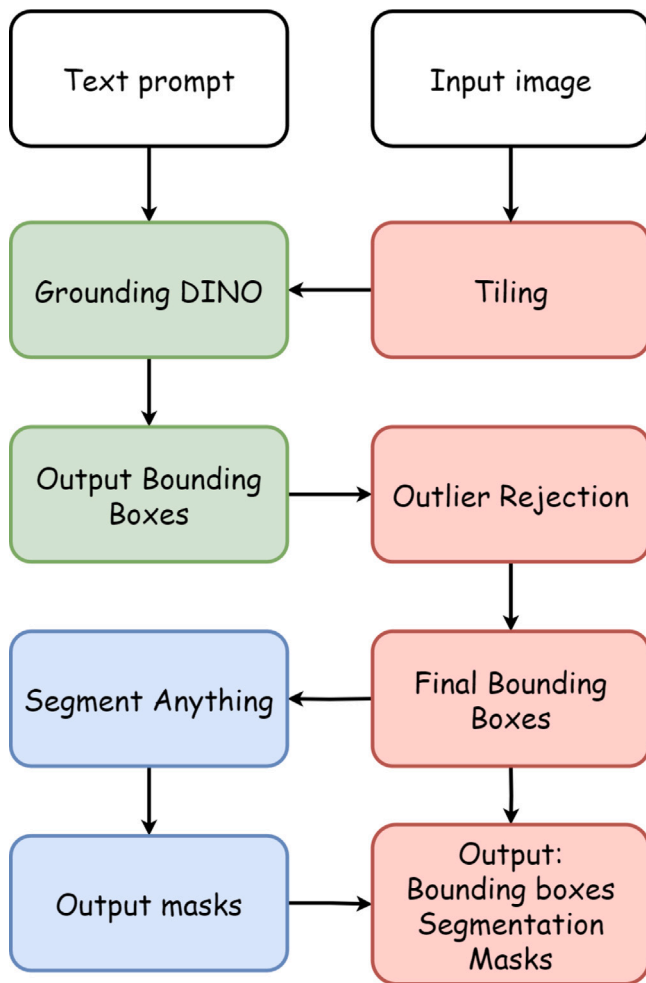 Text prompt
Input image
Grounding DINO
Tiling
Output Bounding
Boxes
Outlier Rejection
Segment Anything
Final Bounding
Boxes
Output masks
Output:
Bounding boxes
Segmentation
Masks